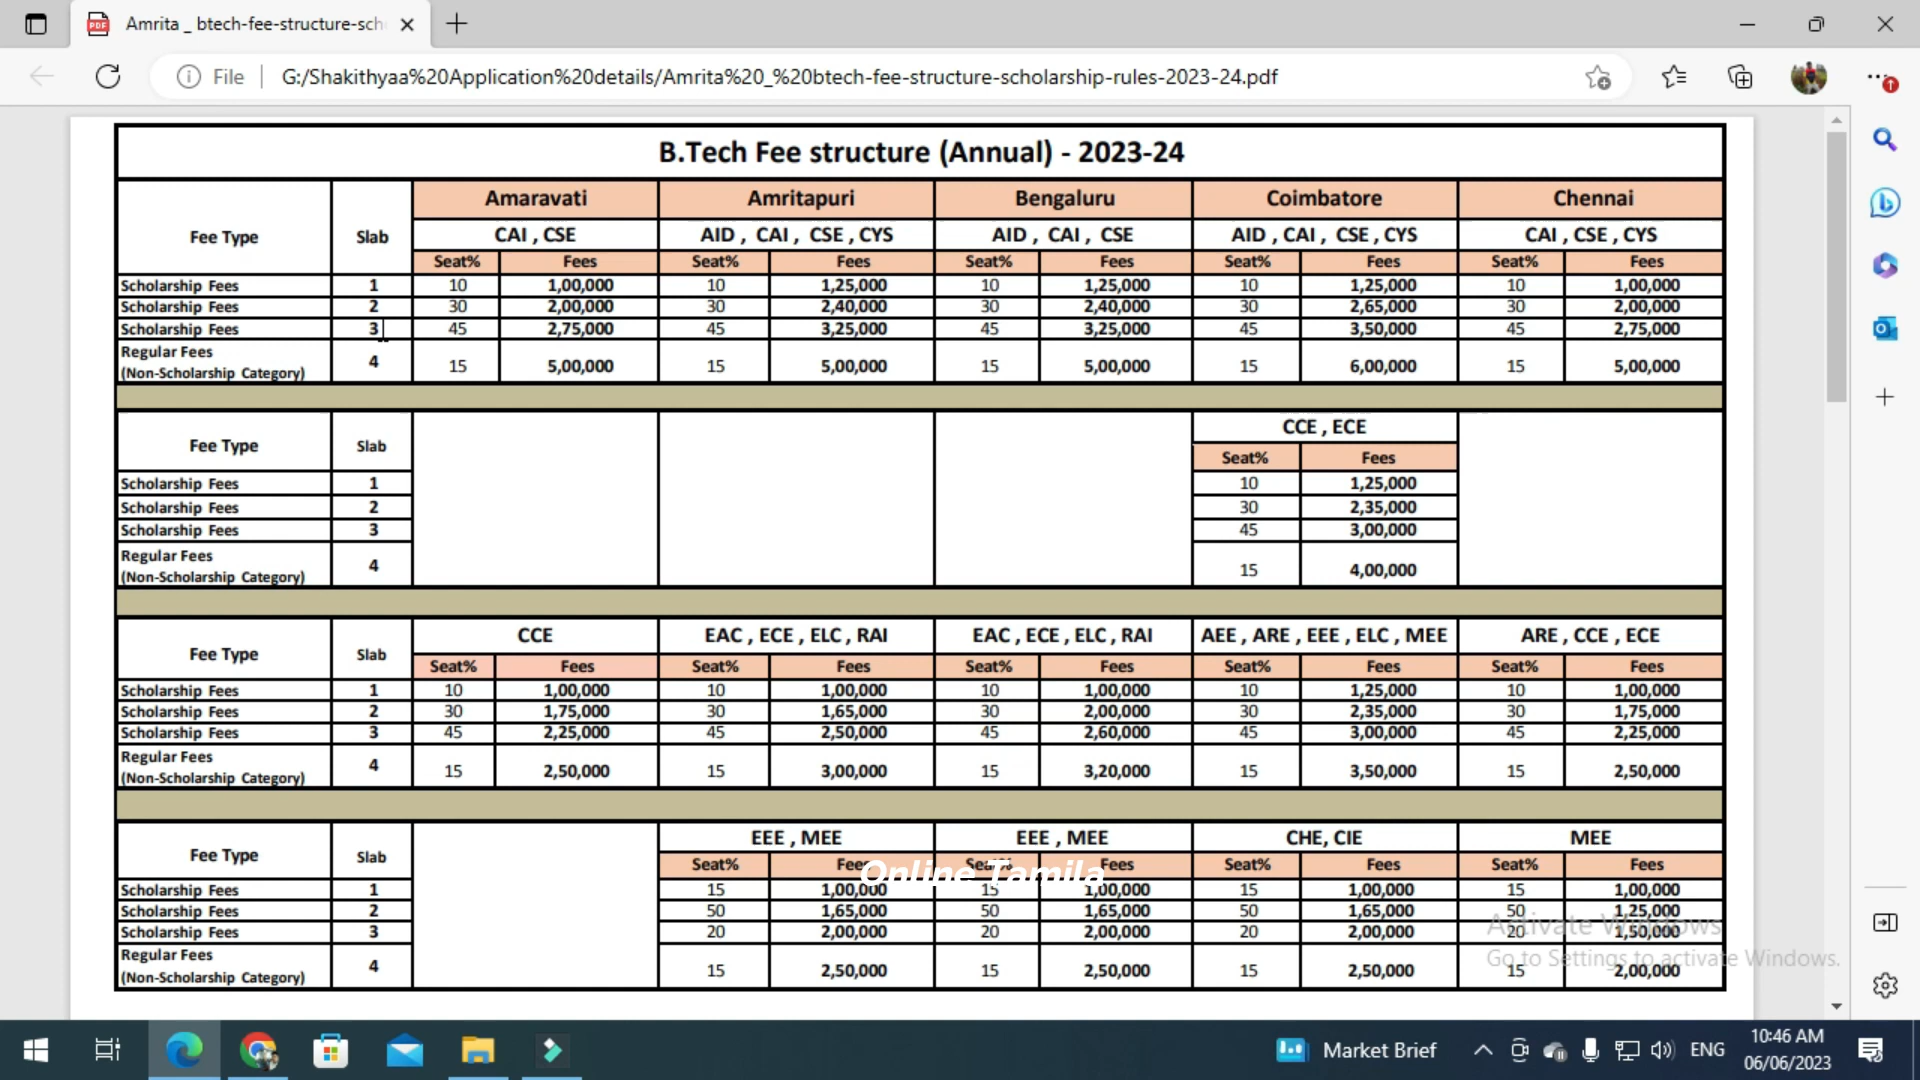 Amrita _ btech-fee-structure-sch
File
G:/Shakithyaa%20Application%20details/Amrita%20_%20btech-fee-structure-scholarship-rules-2023-24.pdf
B.Tech Fee structure (Annual) - 2023-24
Fee Type Slab Amaravati Amritapuri Bengaluru Coimbatore Chennai
CAI , CSE AID , CAI , CSE , CYS AID , CAI , CSE AID , CAI , CSE , CYS CAI , CSE , CYS
Seat% Fees Seat% Fees Seat% Fees Seat% Fees Seat% Fees
Scholarship Fees 1 10 1,00,000 10 1,25,000 10 1,25,000 10 1,25,000 10 1,00,000
Scholarship Fees 2 30 2,00,000 30 2,40,000 30 2,40,000 30 2,65,000 30 2,00,000
Scholarship Fees 3 45 2,75,000 45 3,25,000 45 3,25,000 45 3,50,000 45 2,75,000
Regular Fees
(Non-Scholarship Category) 4 15 5,00,000 15 5,00,000 15 5,00,000 15 6,00,000 15 5,00,000
Fee Type Slab CCE , ECE
Seat% Fees
Scholarship Fees 1 10 1,25,000
Scholarship Fees 2 30 2,35,000
Scholarship Fees 3 45 3,00,000
Regular Fees
(Non-Scholarship Category) 4 15 4,00,000
Fee Type Slab CCE EAC , ECE , ELC , RAI EAC , ECE , ELC , RAI AEE , ARE , EEE , ELC , MEE ARE , CCE , ECE
Seat% Fees Seat% Fees Seat% Fees Seat% Fees Seat% Fees
Scholarship Fees 1 10 1,00,000 10 1,00,000 10 1,00,000 10 1,25,000 10 1,00,000
Scholarship Fees 2 30 1,75,000 30 1,65,000 30 2,00,000 30 2,35,000 30 1,75,000
Scholarship Fees 3 45 2,25,000 45 2,50,000 45 2,60,000 45 3,00,000 45 2,25,000
Regular Fees
(Non-Scholarship Category) 4 15 2,50,000 15 3,00,000 15 3,20,000 15 3,50,000 15 2,50,000
Fee Type Slab EEE , MEE EEE , MEE CHE, CIE MEE
Seat% Fees Seat% Fees Seat% Fees Seat% Fees
Online Tamila
Scholarship Fees 1 15 1,00,000 15 1,00,000 15 1,00,000 15 1,00,000
Scholarship Fees 2 50 1,65,000 50 1,65,000 50 1,65,000 50 1,25,000
Scholarship Fees 3 20 2,00,000 20 2,00,000 20 2,00,000 20 1,50,000
Regular Fees
(Non-Scholarship Category) 4 15 2,50,000 15 2,50,000 15 2,50,000 15 2,00,000
Activate Windows
Go to Settings to activate Windows.
Market Brief
ENG
10:46 AM
06/06/2023